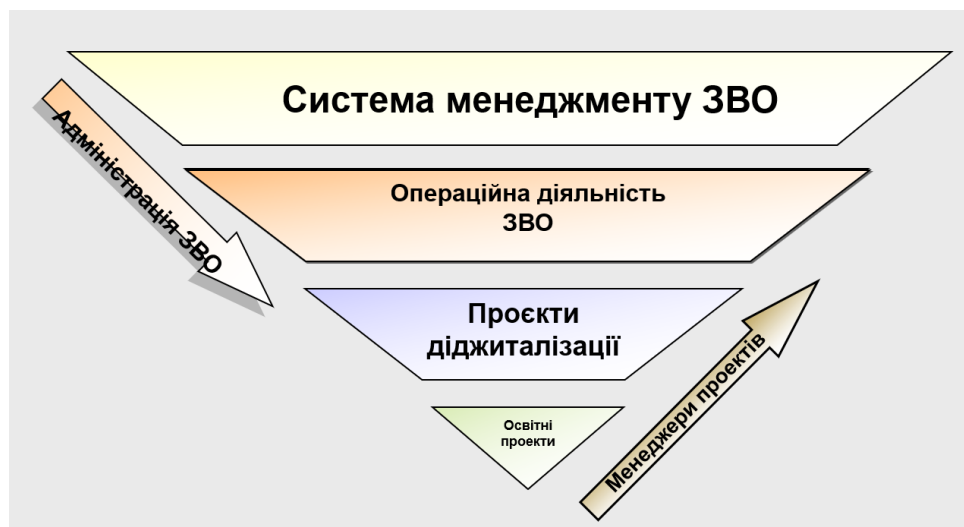 Система менеджменту ЗВО
Адміністрація ЗВО
Операційна діяльність
ЗВО
Проєкти
діджиталізації
Менеджери проектів
Освітні
проекти